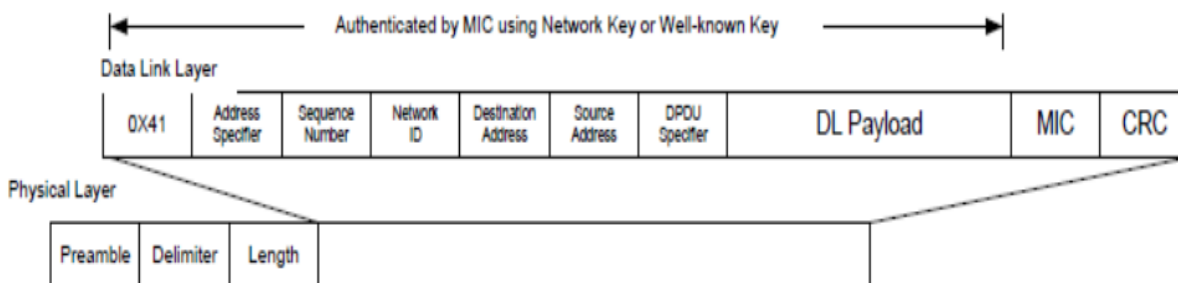 Authenticated by MIC using Network Key or Well-known Key
Data Link Layer
0X41
Address
Specifier
Sequence
Number
Network
ID
Destination
Address
Source
Address
DPDU
Specifier
DL Payload
MIC
CRC
Physical Layer
Preamble
Delimiter
Length